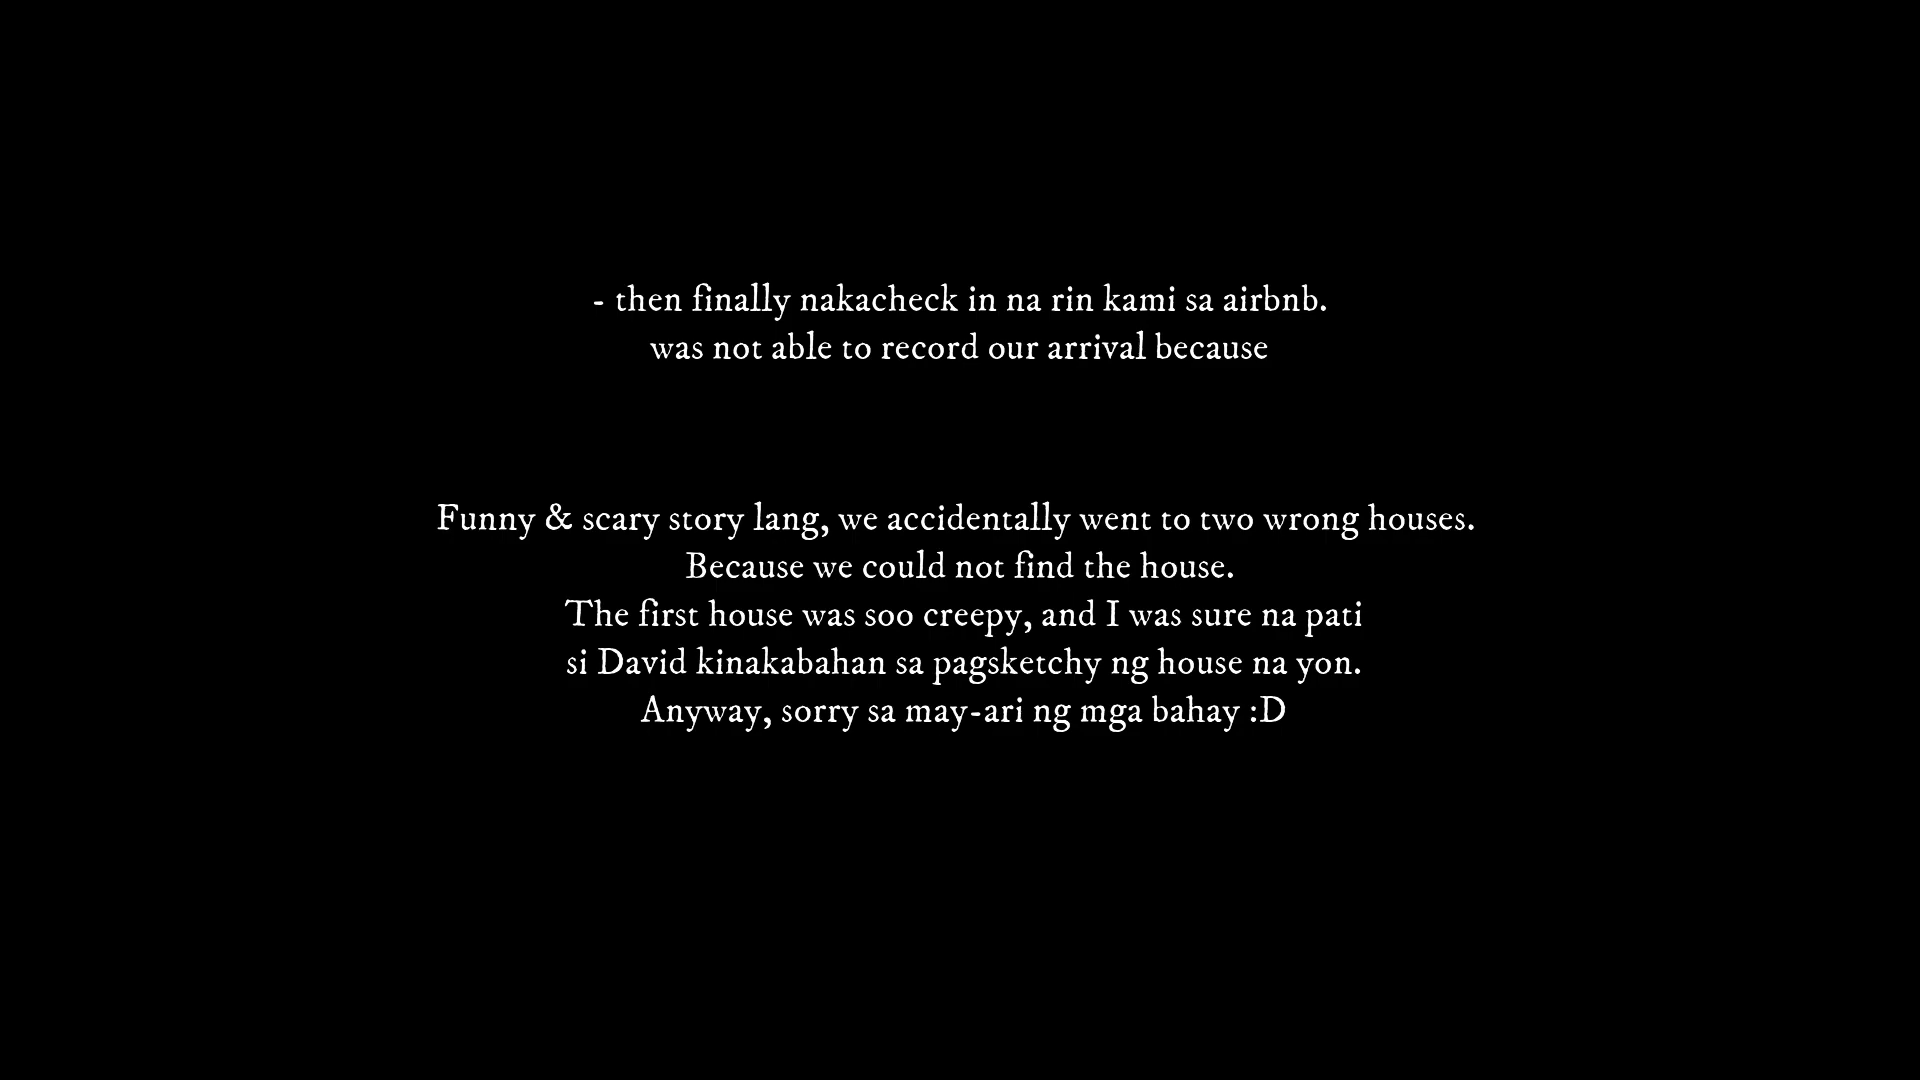 - then finally nakacheck in na rin kami sa airbnb.
was not able to record our arrival because
Funny & scary story lang, we accidentally went to two wrong houses.
Because we could not find the house.
The first house was soo creepy, and I was sure na pati
si David kinakabahan sa pagsketchy ng house na yon.
Anyway, sorry sa may-ari ng mga bahay :D